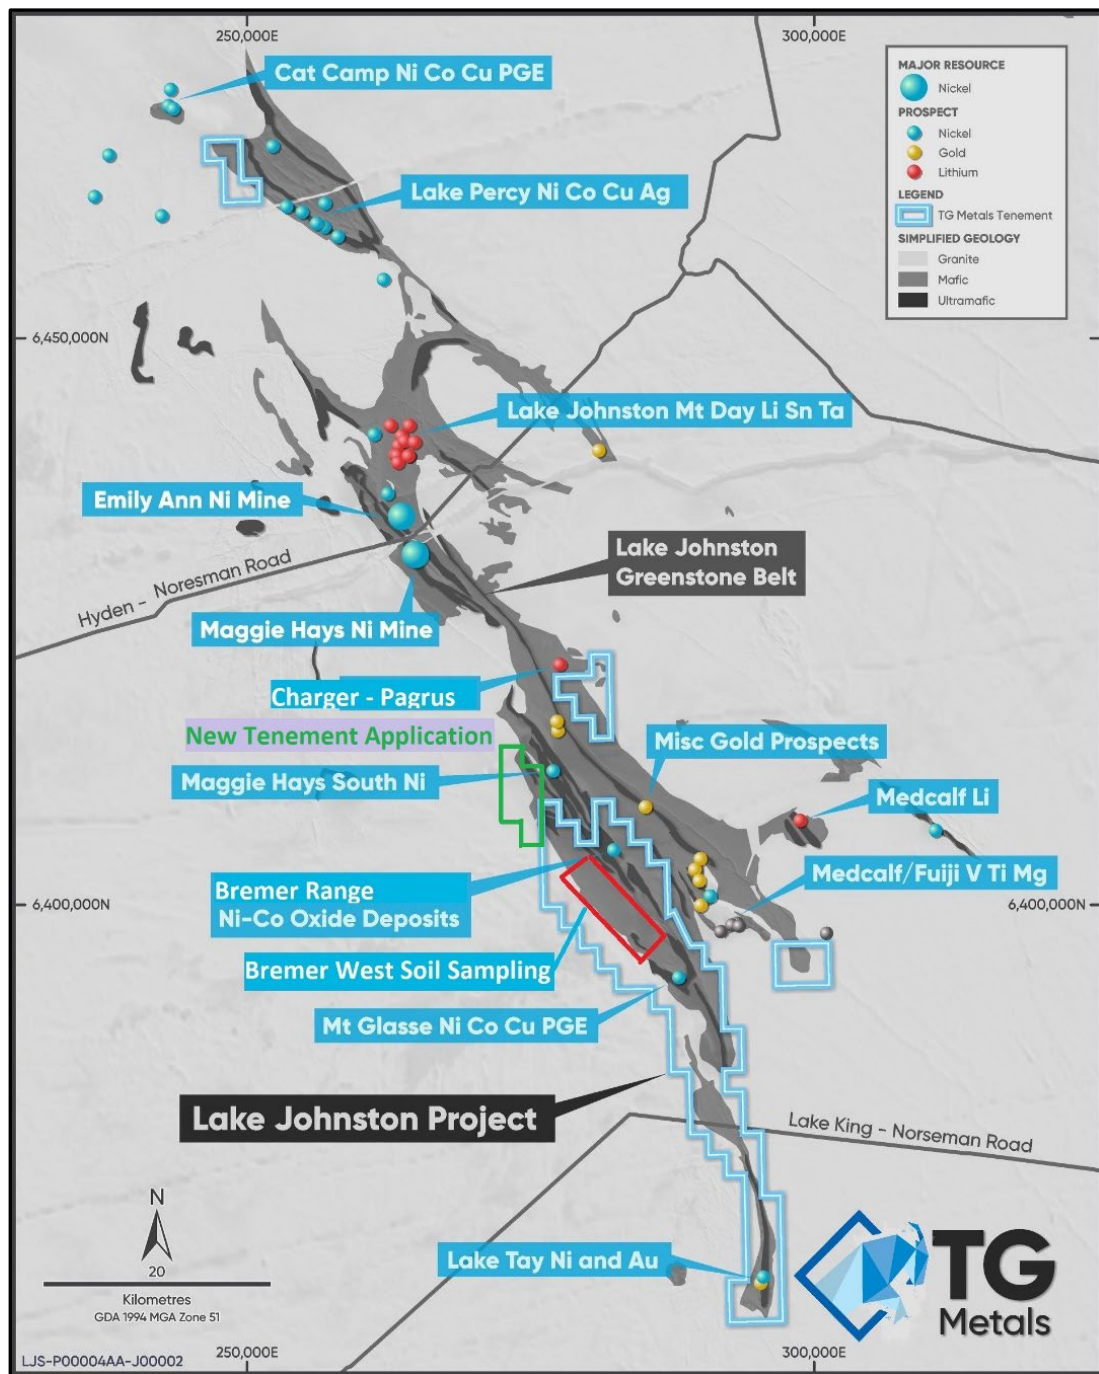 250,000E
300,000E
Cat Camp Ni Co Cu PGE
MAJOR RESOURCE
Nickel
PROSPECT
Nickel
Gold
Lithium
LEGEND
TG Metals Tenement
SIMPLIFIED GEOLOGY
Granite
Mafic
Ultramafic
Lake Percy Ni Co Cu Ag
6,450,000N
Lake Johnston Mt Day Li Sn Ta
Emily Ann Ni Mine
Lake Johnston
Greenstone Belt
Hyden - Noresman Road
Maggie Hays Ni Mine
Charger - Pagrus
New Tenement Application
Misc Gold Prospects
Maggie Hays South Ni
Medcalf Li
Medcalf/Fuiji V Ti Mg
Bremer Range
Ni-Co Oxide Deposits
6,400,000N
6,400,000N
Bremer West Soil Sampling
Mt Glasse Ni Co Cu PGE
Lake Johnston Project
Lake King - Norseman Road
N
20
Kilometres
GDA 1994 MGA Zone 51
Lake Tay Ni and Au
TG
Metals
LJS-P00004AA-J00002
250,000E
300,000E